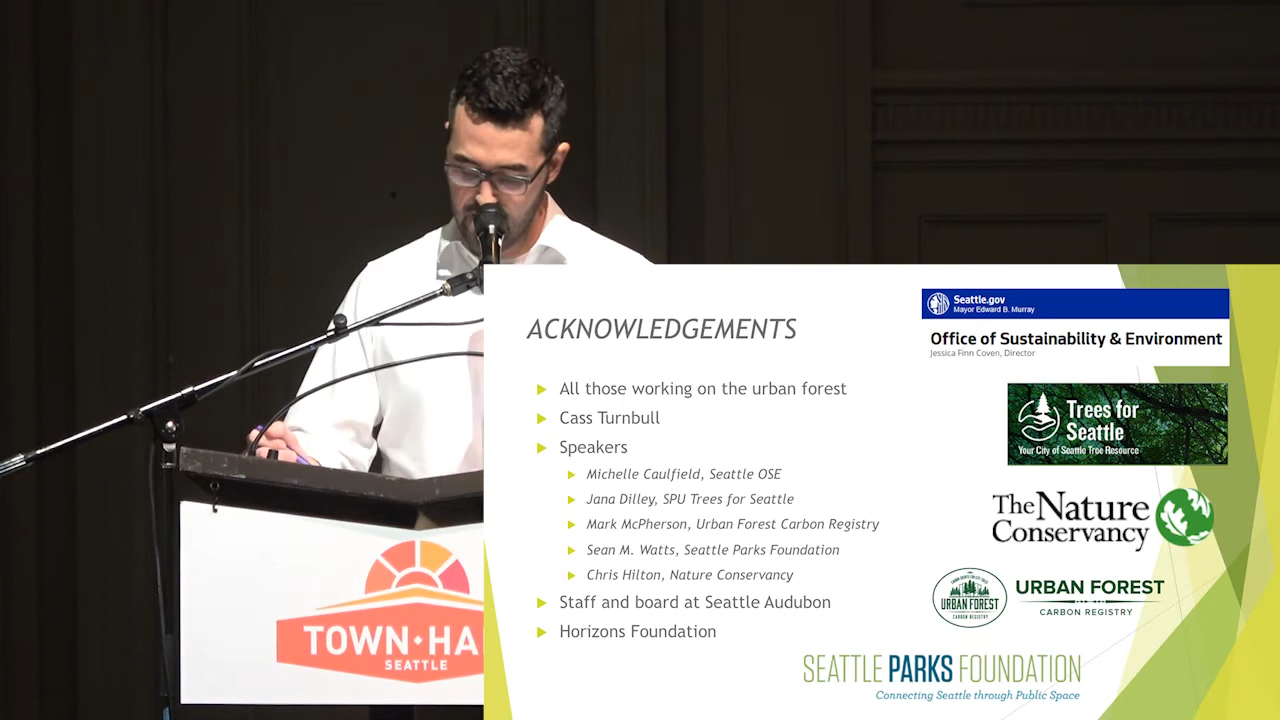 ACKNOWLEDGEMENTS
All those working on the urban forest
Cass Turnbull
Speakers
Michelle Caulfield, Seattle OSE
Jana Dilley, SPU Trees for Seattle
Mark McPherson, Urban Forest Carbon Registry
Sean M. Watts, Seattle Parks Foundation
Chris Hilton, Nature Conservancy
Staff and board at Seattle Audubon
Horizons Foundation
Seattle.gov
Mayor Edward B. Murray
Office of Sustainability & Environment
Jessica Finn Coven, Director
Trees for
Seattle
Your City of Seattle Tree Resource
The Nature
Conservancy
URBAN FOREST
CARBON REGISTRY
URBAN FOREST
CARBON REGISTRY
SEATTLE PARKS FOUNDATION
Connecting Seattle through Public Space
TOWN HA
SEATTLE